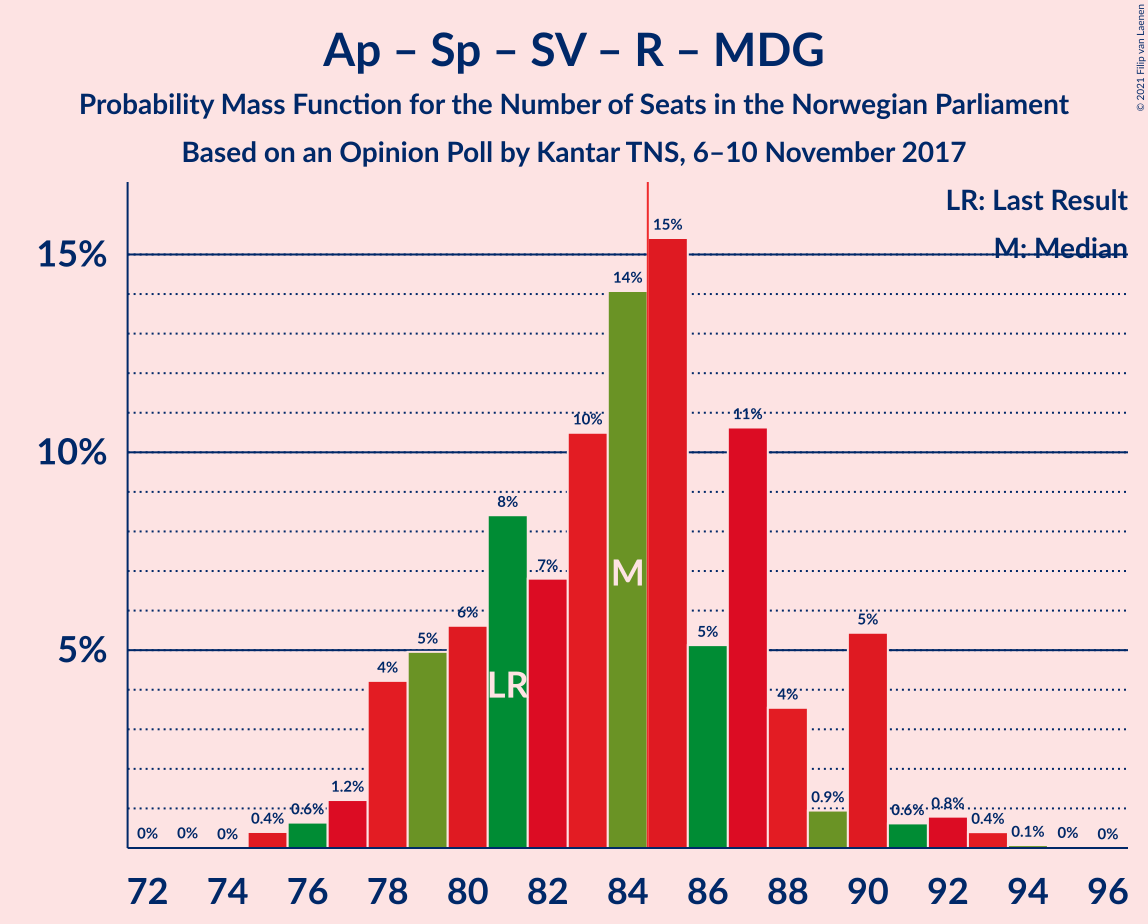 Ap – Sp – SV – R – MDG
Probability Mass Function for the Number of Seats in the Norwegian Parliament
Based on an Opinion Poll by Kantar TNS, 6–10 November 2017
© 2021 Filip van Laenen
LR: Last Result
M: Median
15%
10%
5%
0% 0% 0% 0.4% 0.6% 1.2% 4% 5% 6% 8% 7% 10% 14% 15% 5% 11% 4% 0.9% 5% 0.6% 0.8% 0.4% 0.1% 0% 0%
LR
M
72 74 76 78 80 82 84 86 88 90 92 94 96